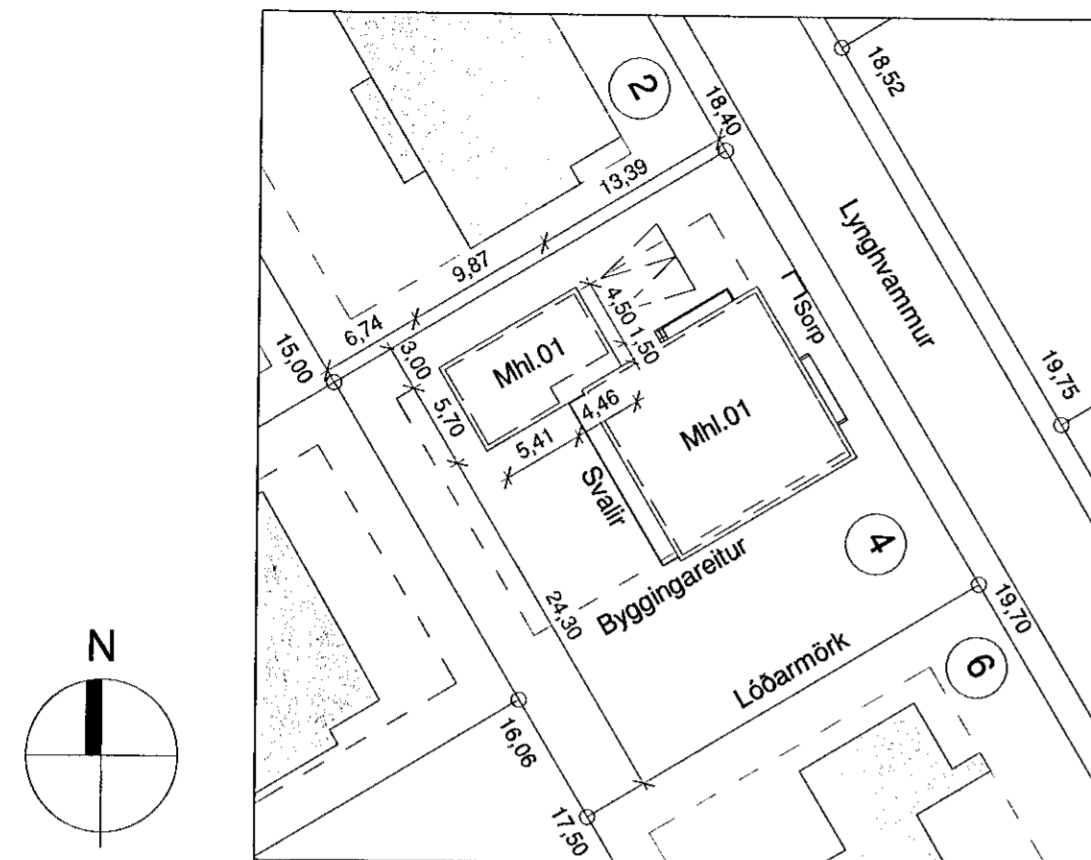 2
18,52
18,40
13,39
Lynghvammur
9,87
6,74
4,50
1,50
Sorp
15,00
3,00
Mhl.01
5,70
4,46
Mhl.01
5,41
19,75
Svalir
4
24,30
Byggingareitur
19,70
Lóðarmörk
6
16,06
17,50
N